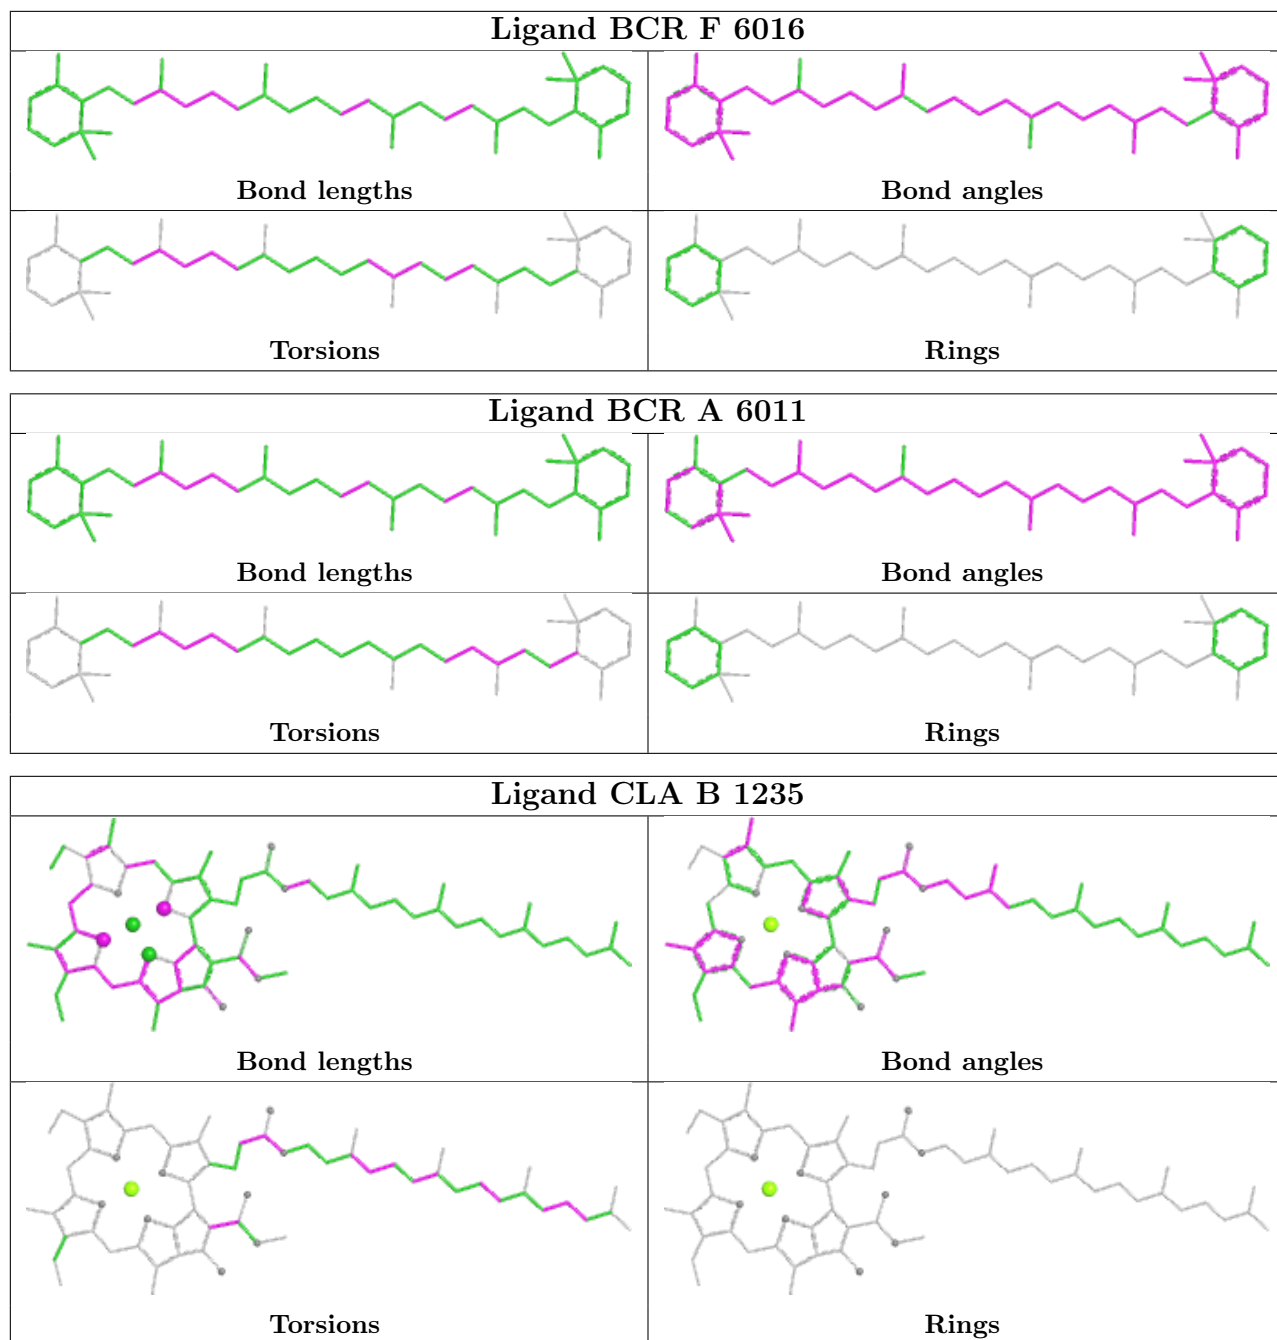 Ligand BCR F 6016
Bond lengths
Bond angles
Torsions
Rings
Ligand BCR A 6011
Bond lengths
Bond angles
Torsions
Rings
Ligand CLA B 1235
Bond lengths
Bond angles
Torsions
Rings